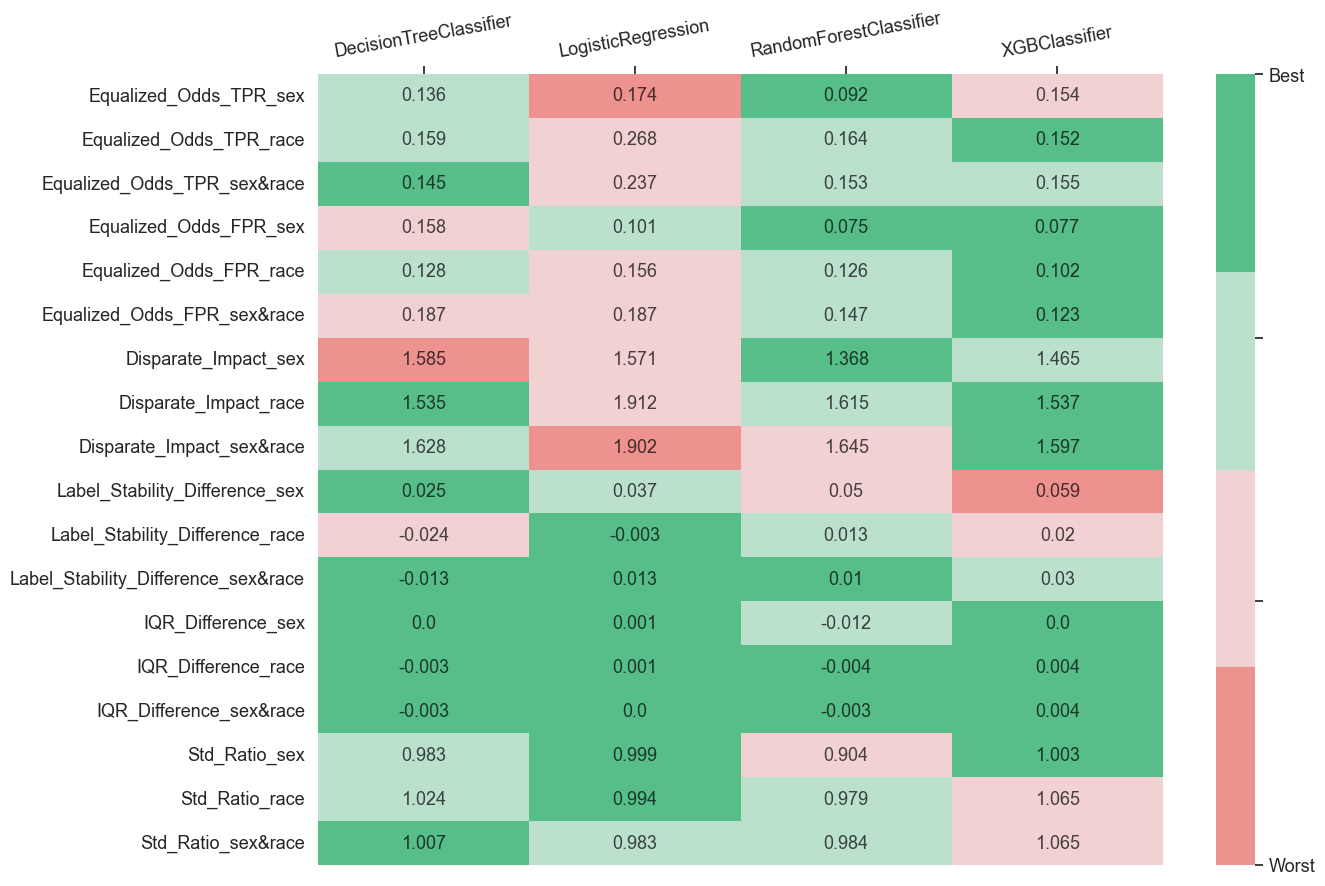 DecisionTreeClassifier LogisticRegression RandomForestClassifier XGBClassifier
Best
Equalized_Odds_TPR_sex 0.136 0.174 0.092 0.154
Equalized_Odds_TPR_race 0.159 0.268 0.164 0.152
Equalized_Odds_TPR_sex&race 0.145 0.237 0.153 0.155
Equalized_Odds_FPR_sex 0.158 0.101 0.075 0.077
Equalized_Odds_FPR_race 0.128 0.156 0.126 0.102
Equalized_Odds_FPR_sex&race 0.187 0.187 0.147 0.123
Disparate_Impact_sex 1.585 1.571 1.368 1.465
Disparate_Impact_race 1.535 1.912 1.615 1.537
Disparate_Impact_sex&race 1.628 1.902 1.645 1.597
Label_Stability_Difference_sex 0.025 0.037 0.05 0.059
Label_Stability_Difference_race -0.024 -0.003 0.013 0.02
Label_Stability_Difference_sex&race -0.013 0.013 0.01 0.03
IQR_Difference_sex 0.0 0.001 -0.012 0.0
IQR_Difference_race -0.003 0.001 -0.004 0.004
IQR_Difference_sex&race -0.003 0.0 -0.003 0.004
Std_Ratio_sex 0.983 0.999 0.904 1.003
Std_Ratio_race 1.024 0.994 0.979 1.065
Std_Ratio_sex&race 1.007 0.983 0.984 1.065
Worst